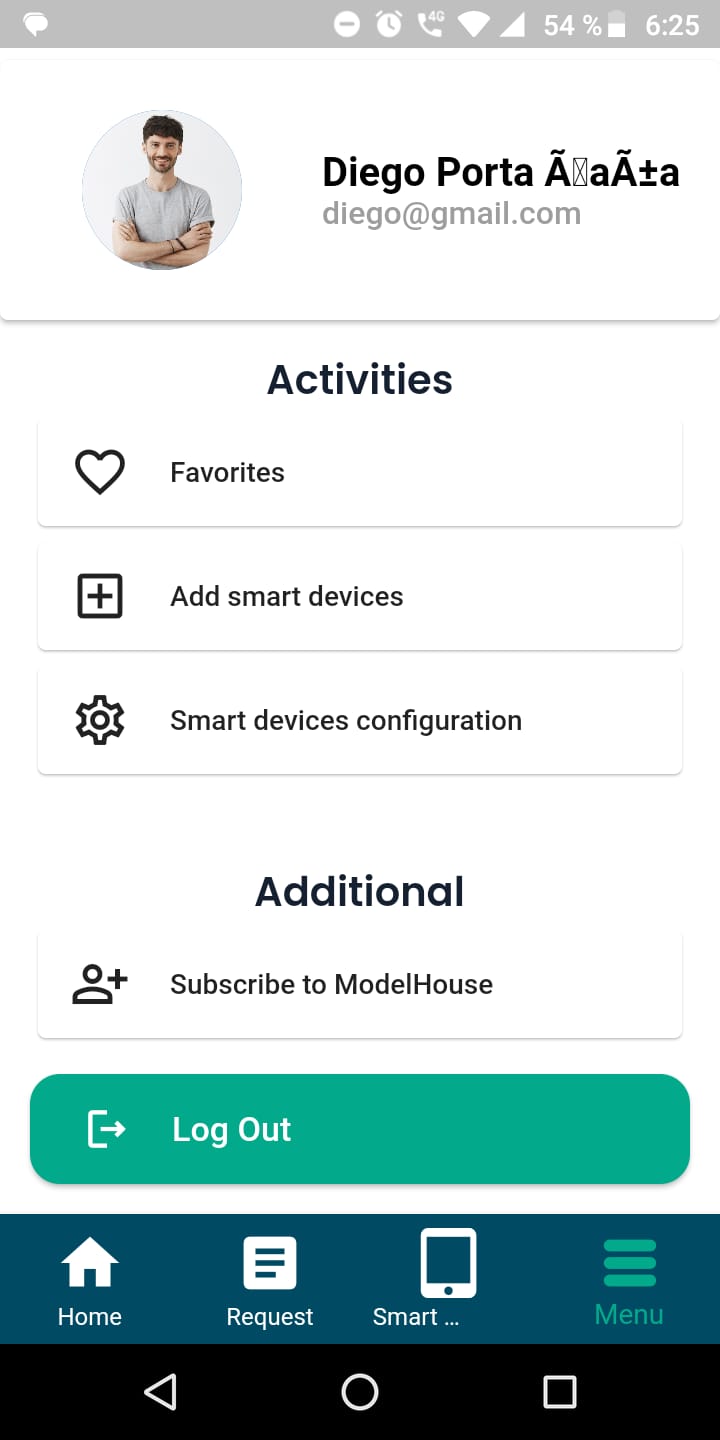 4G 54 % 6:25
Diego Porta Ã▯aÃ±a
diego@gmail.com
Activities
Favorites
Add smart devices
Smart devices configuration
Additional
Subscribe to ModelHouse
Log Out
Home Request Smart ... Menu